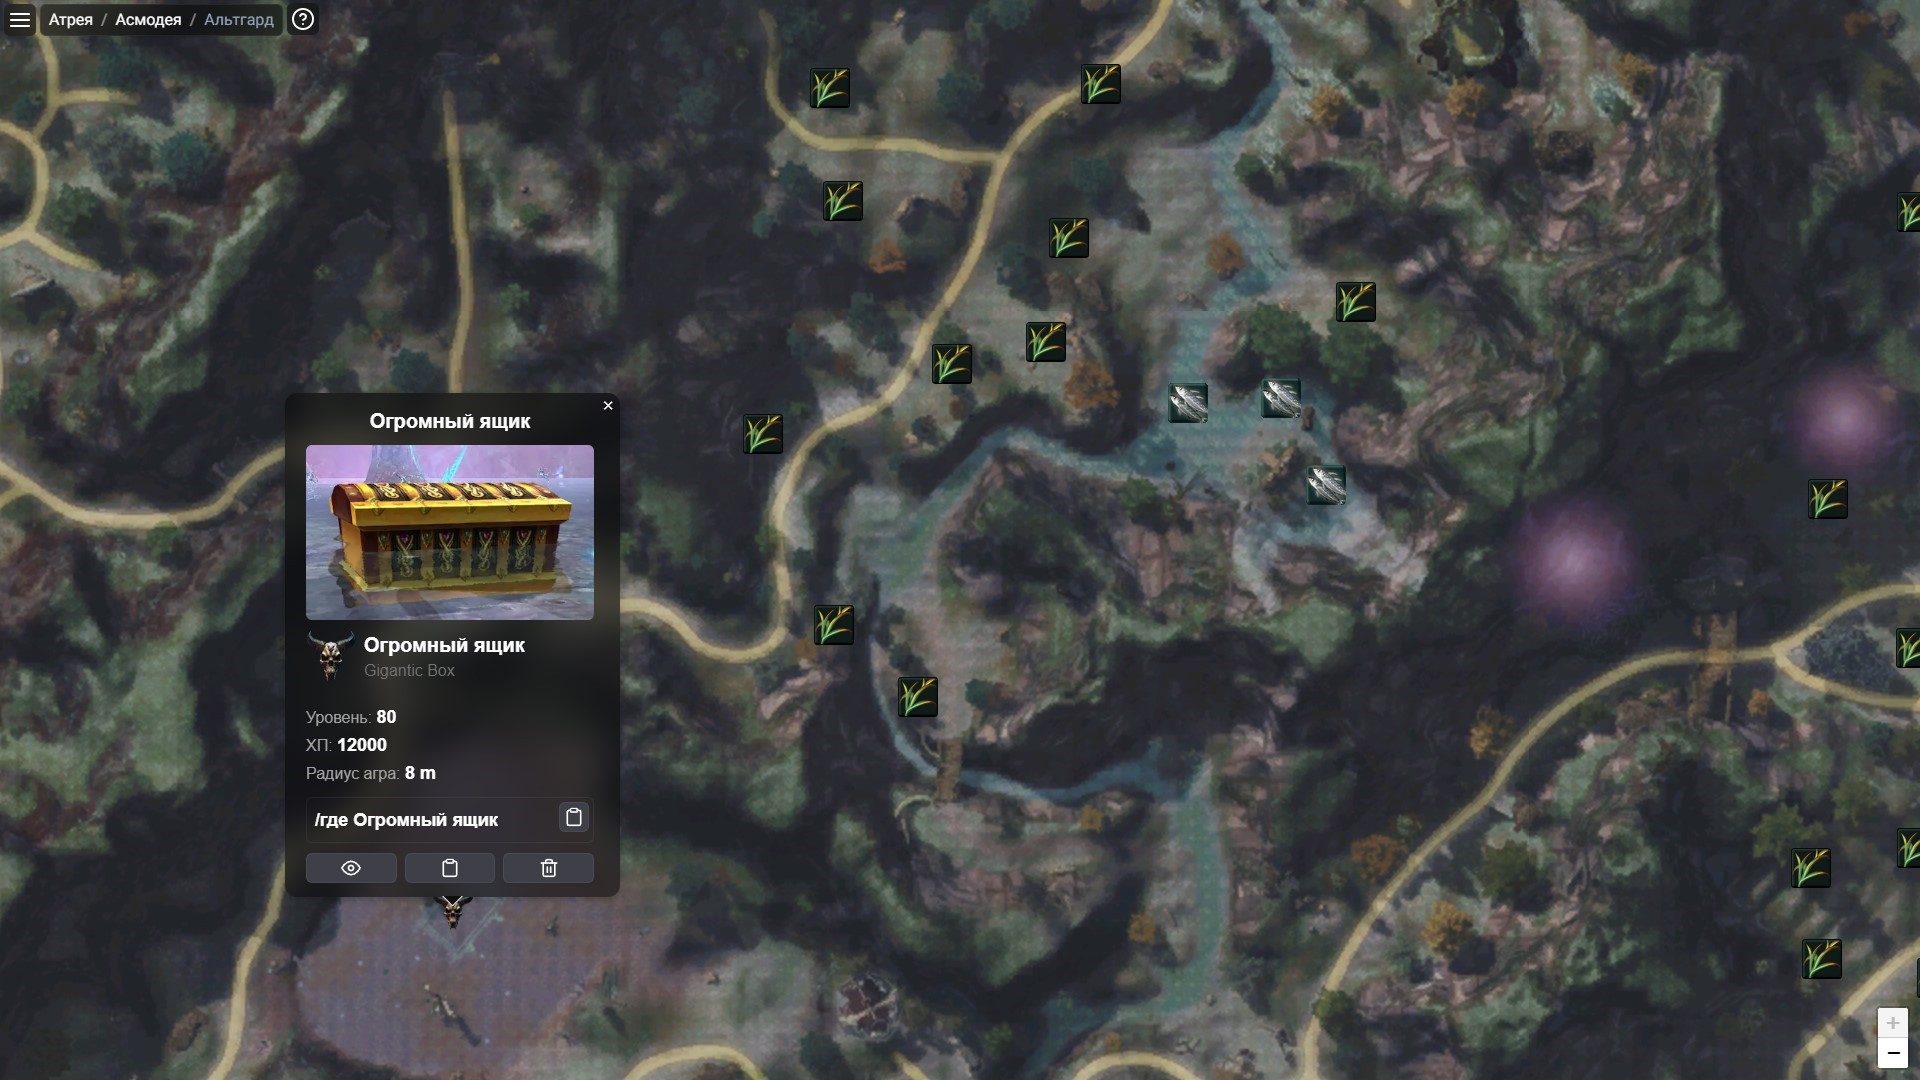 Атрея / Асмодея / Альтгард
Огромный ящик
Огромный ящик
Gigantic Box
Уровень: 80
ХП: 12000
Радиус агра: 8 m
/где Огромный ящик